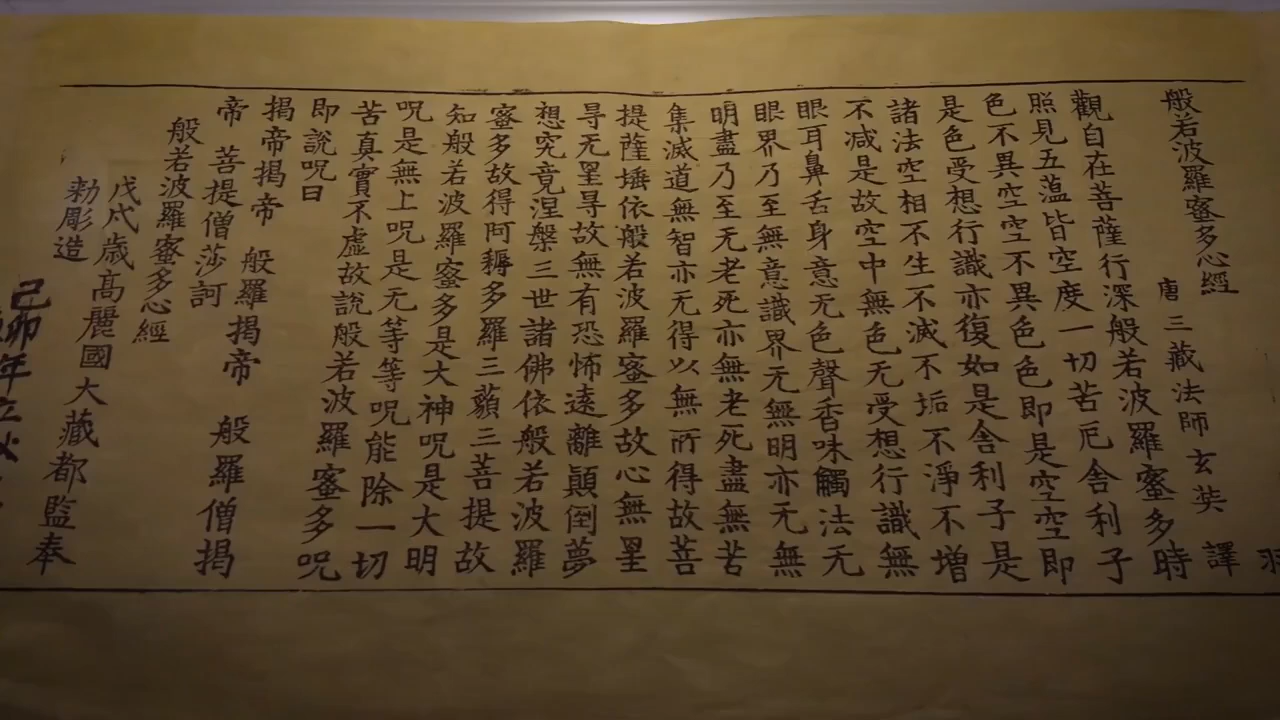 般若波羅蜜多心經
唐三藏法師玄奘 譯
觀自在菩薩行深般若波羅蜜多時
照見五蕰皆空度一切苦厄舍利子
色不異空空不異色色即是空空即
是色受想行識亦復如是舍利子是
諸法空相不生不滅不垢不淨不增
不减是故空中無色无受想行識無
眼耳鼻舌身意无色聲香味觸法无
眼界乃至無意識界无無明亦无無
明盡乃至无老死亦無老死盡無苦
集滅道無智亦无得以無所得故菩
提薩埵依般若波羅蜜多故心無罣
㝵无罣㝵故無有恐怖遠離顛倒夢
想究竟涅槃三世諸佛依般若波羅
蜜多故得阿耨多羅三藐三菩提故
知般若波羅蜜多是大神呪是大明
呪是無上呪是无等等呪能除一切
苦真實不虛故說般若波羅蜜多呪
即說呪曰
揭帝揭帝 般羅揭帝 般羅僧揭
帝 菩提僧莎訶
般若波羅蜜多心經
戊戌歲高麗國大藏都監奉
勑彫造
己卯年立秋